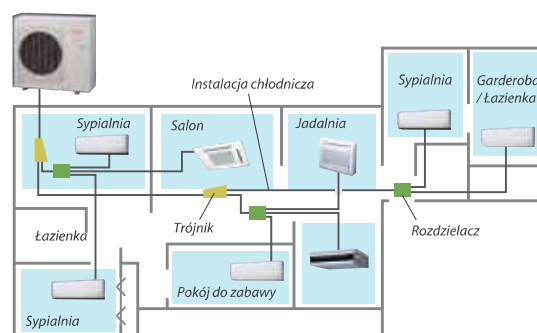 Instalacja chłodnicza
Sypialnia
Garderoba
/ Łazienka
Sypialnia
Salon
Jadalnia
Trójnik
Rozdzielacz
Łazienka
Pokój do zabawy
Sypialnia